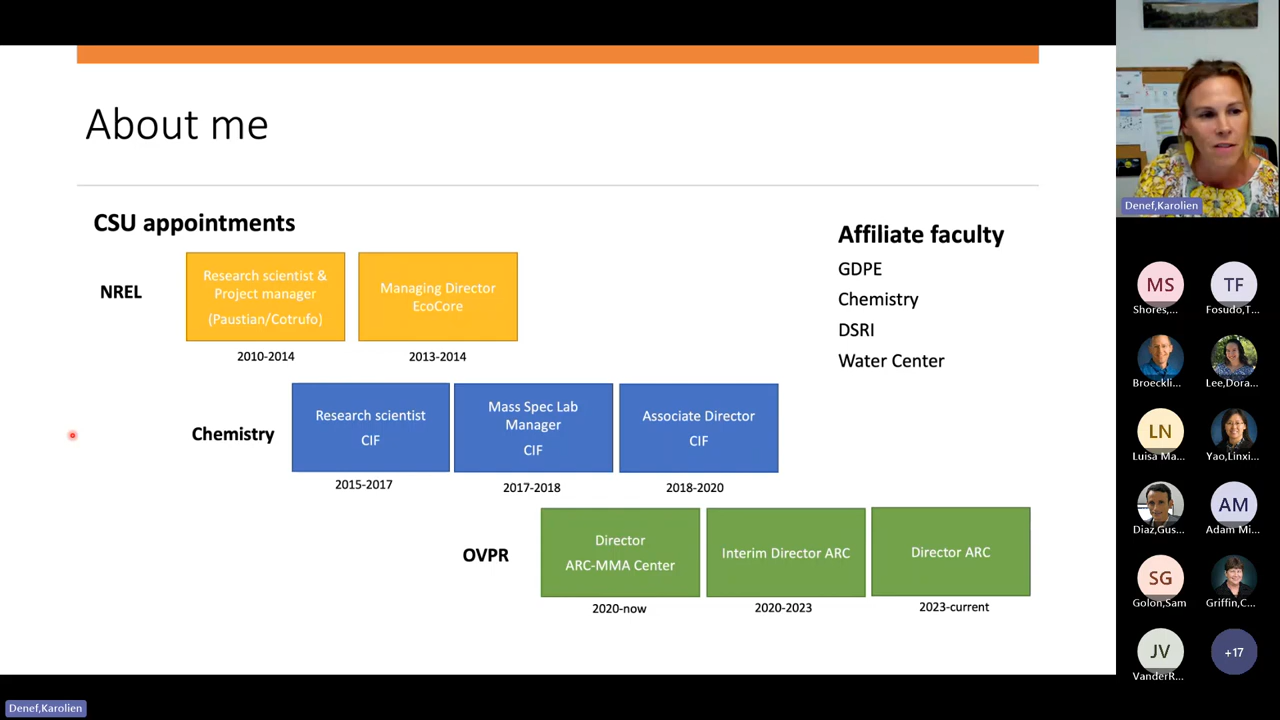 About me
CSU appointments
NREL
Research scientist &
Project manager
(Paustian/Cotrufo)
2010-2014
Managing Director
EcoCore
2013-2014
Chemistry
Research scientist
CIF
2015-2017
Mass Spec Lab
Manager
CIF
2017-2018
Associate Director
CIF
2018-2020
OVPR
Director
ARC-MMA Center
2020-now
Interim Director ARC
2020-2023
Director ARC
2023-current
Affiliate faculty
GDPE
Chemistry
DSRI
Water Center
Denef,Karolien
MS
Shores,...
TF
Fosudo,T...
Broeckli...
Lee,Dora...
LN
Luisa Ma...
Yao,Linxi...
Diaz,Gus...
AM
Adam Mi...
SG
Golon,Sam
Griffin,C...
JV
VanderR...
+17
Denef,Karolien